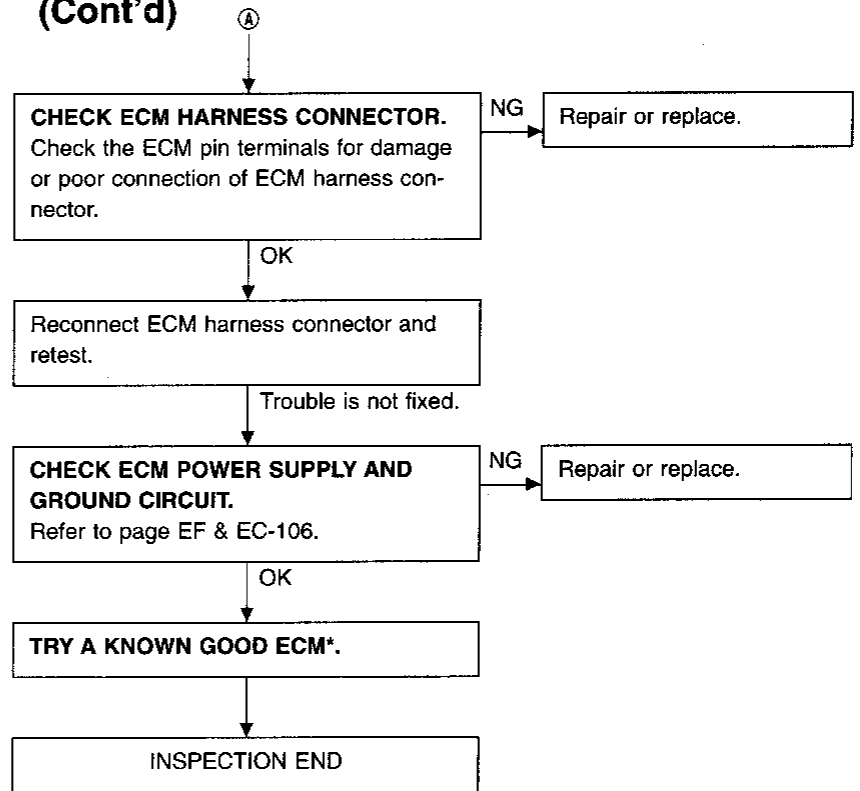 (Cont'd)
Ⓐ
CHECK ECM HARNESS CONNECTOR.
Check the ECM pin terminals for damage
or poor connection of ECM harness con-
nector.
NG
Repair or replace.
OK
Reconnect ECM harness connector and
retest.
Trouble is not fixed.
CHECK ECM POWER SUPPLY AND
GROUND CIRCUIT.
Refer to page EF & EC-106.
NG
Repair or replace.
OK
TRY A KNOWN GOOD ECM*.
INSPECTION END